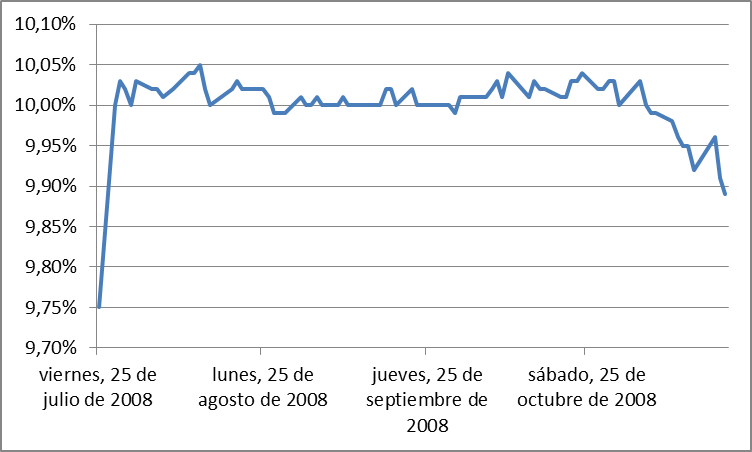 10,10%
10,05%
10,00%
9,95%
9,90%
9,85%
9,80%
9,75%
9,70%
viernes, 25 de
julio de 2008
lunes, 25 de
agosto de 2008
jueves, 25 de
septiembre de
2008
sábado, 25 de
octubre de 2008